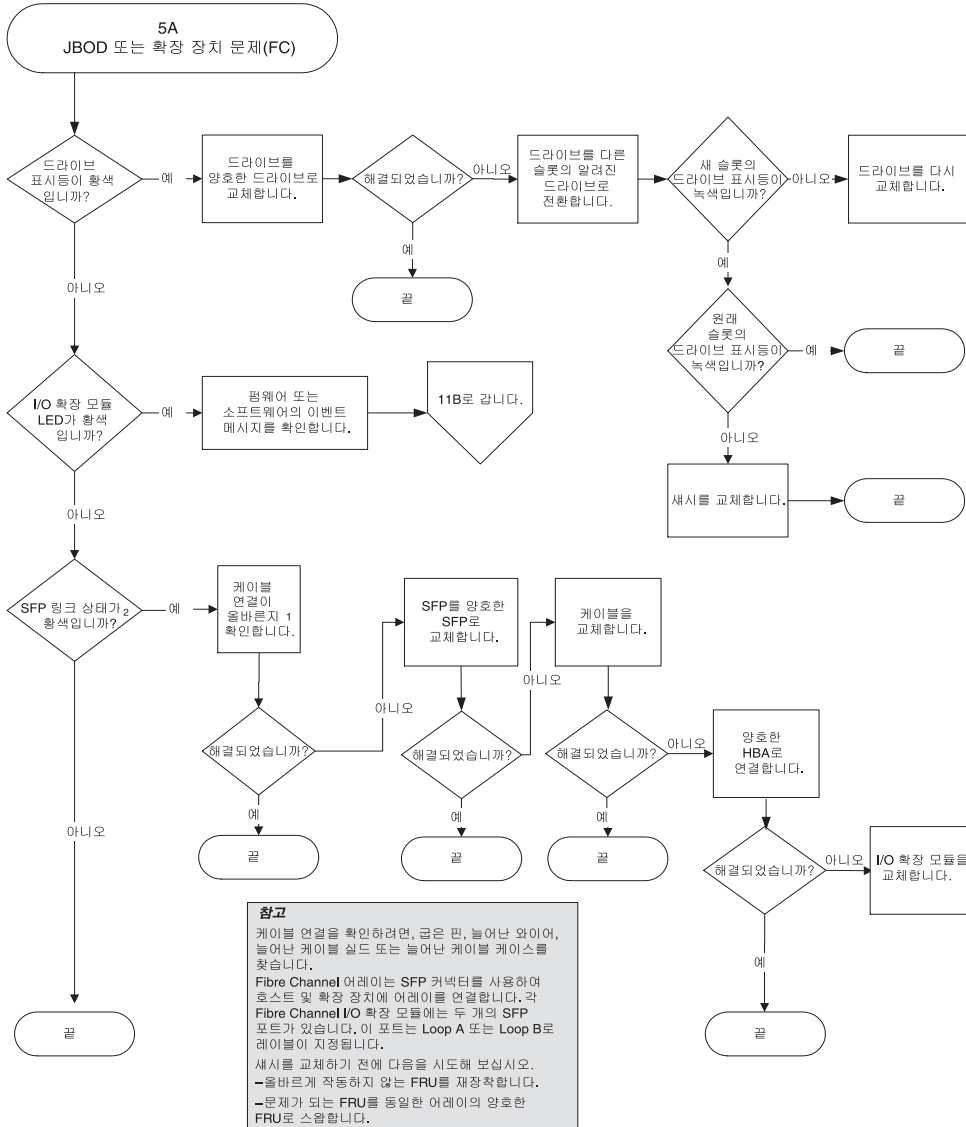 5A
JBOD 또는 확장 장치 문제(FC)
드라이브
표시등이 황색
입니까?
예
드라이브를
양호한 드라이브로
교체합니다.
해결되었습니까?
아니오
드라이브를 다른
슬롯의 알려진
드라이브로
전환합니다.
새 슬롯의
드라이브 표시등이
녹색입니까?
아니오
드라이브를 다시
교체합니다.
예
끝
예
원래
슬롯의
드라이브 표시등이
녹색입니까?
예
끝
아니오
섀시를 교체합니다.
끝
아니오
I/O 확장 모듈
LED가 황색
입니까?
예
펌웨어 또는
소프트웨어의 이벤트
메시지를 확인합니다.
11B로 갑니다.
아니오
SFP 링크 상태가 2
황색입니까?
예
케이블
연결이
올바른지 1
확인합니다.
해결되었습니까?
아니오
예
끝
SFP를 양호한
SFP로
교체합니다.
해결되었습니까?
아니오
예
끝
케이블을
교체합니다.
해결되었습니까?
아니오
예
끝
양호한
HBA로
연결합니다.
해결되었습니까?
아니오
I/O 확장 모듈을
교체합니다.
예
끝
아니오
끝
참고
케이블 연결을 확인하려면, 굽은 핀, 늘어난 와이어,
늘어난 케이블 실드 또는 늘어난 케이블 케이스를
찾습니다.
Fibre Channel 어레이는 SFP 커넥터를 사용하여
호스트 및 확장 장치에 어레이를 연결합니다. 각
Fibre Channel I/O 확장 모듈에는 두 개의 SFP
포트가 있습니다. 이 포트는 Loop A 또는 Loop B로
레이블이 지정됩니다.
섀시를 교체하기 전에 다음을 시도해 보십시오.
–올바르게 작동하지 않는 FRU를 재장착합니다.
–문제가 되는 FRU를 동일한 어레이의 양호한
FRU로 스왑합니다.